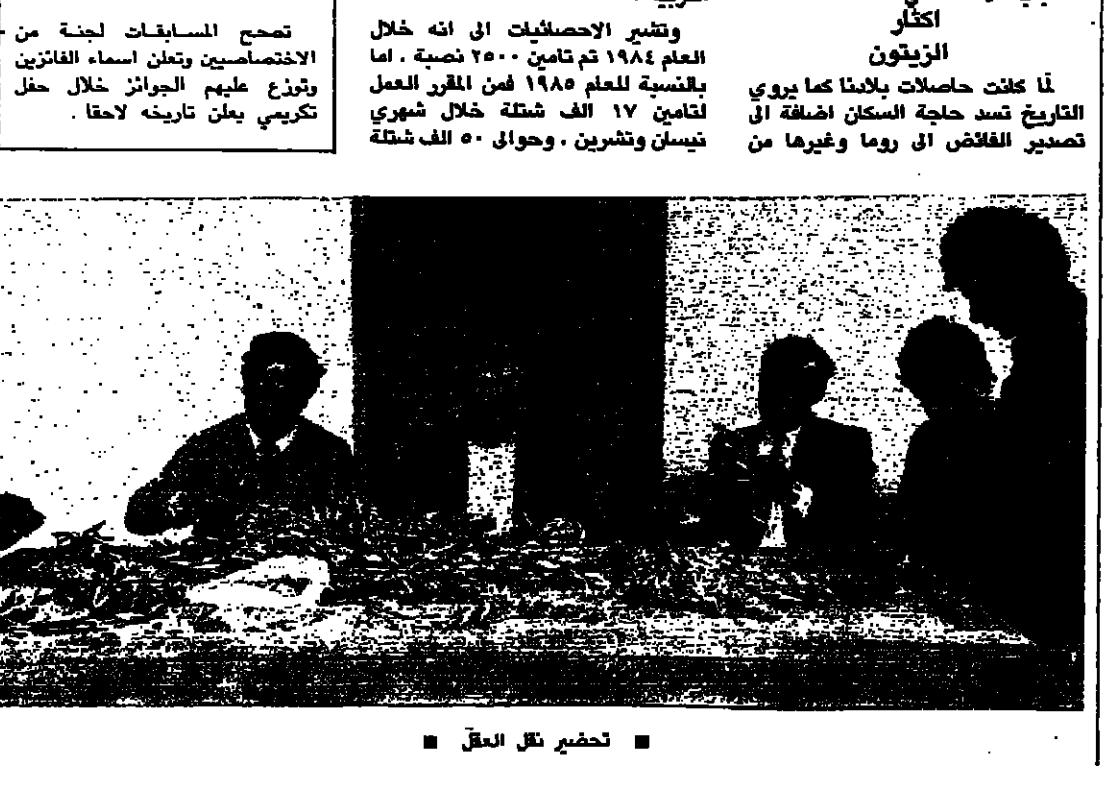 اكثار
الزيتون
لمّا كانت حاصلات بلادنا كما يروي
التاريخ تسد حاجة السكان اضافة الى
تصدير الفائض الى روما وغيرها من
وتشير الاحصائيات الى انه خلال
العام ١٩٨٤ تم تامين ٢٥٠٠ نصبة . اما
بالنسبة للعام ١٩٨٥ فمن المقرر العمل
لتامين ١٧ الف شتلة خلال شهري
نيسان وتشرين . وحوالى ٥٠ الف شتلة
تصحح المسابقات لجنة من
الاختصاصيين وتعلن اسماء الفائزين
وتوزع عليهم الجوائز خلال حفل
تكريمي يعلن تاريخه لاحقا .
■ تحضير نقل العقل ■